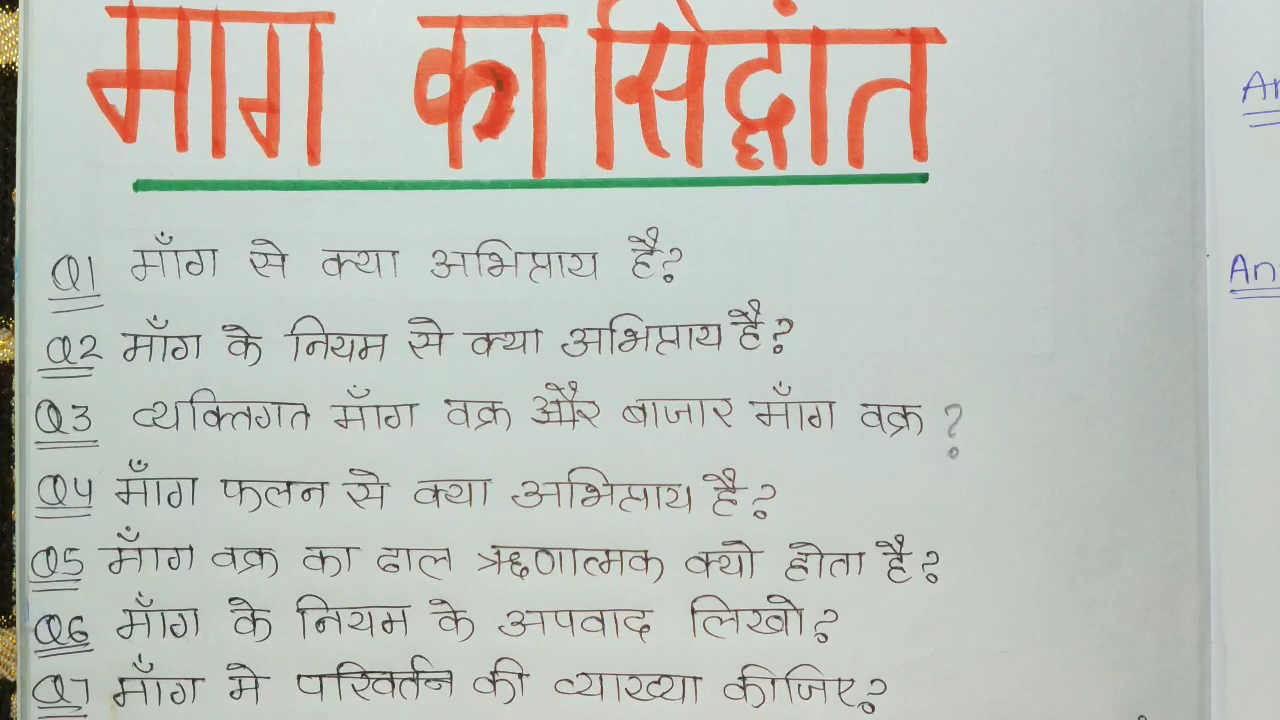 माग का सिद्धांत
Q1 माँग से क्या अभिप्राय है?
Q2 माँग के नियम से क्या अभिप्राय है?
Q3 व्यक्तिगत माँग वक्र और बाजार माँग वक्र ?
Q4 माँग फलन से क्या अभिप्राय है?
Q5 माँग वक्र का ढाल ऋणात्मक क्यो होता है?
Q6 माँग के नियम के अपवाद लिखो?
Q7 माँग मे परिवर्तन की व्याख्या कीजिए?